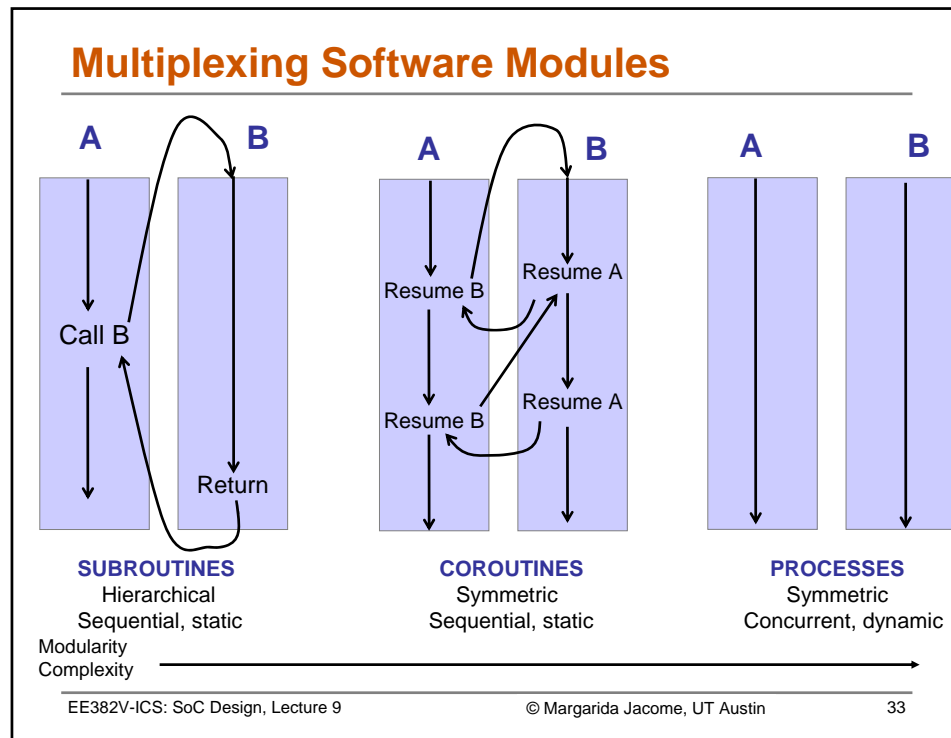 Multiplexing Software Modules
A
B
Call B
Return
SUBROUTINES
Hierarchical
Sequential, static
A
B
Resume B
Resume A
Resume B
Resume A
COROUTINES
Symmetric
Sequential, static
A
B
PROCESSES
Symmetric
Concurrent, dynamic
Modularity
Complexity
EE382V-ICS: SoC Design, Lecture 9
© Margarida Jacome, UT Austin
33